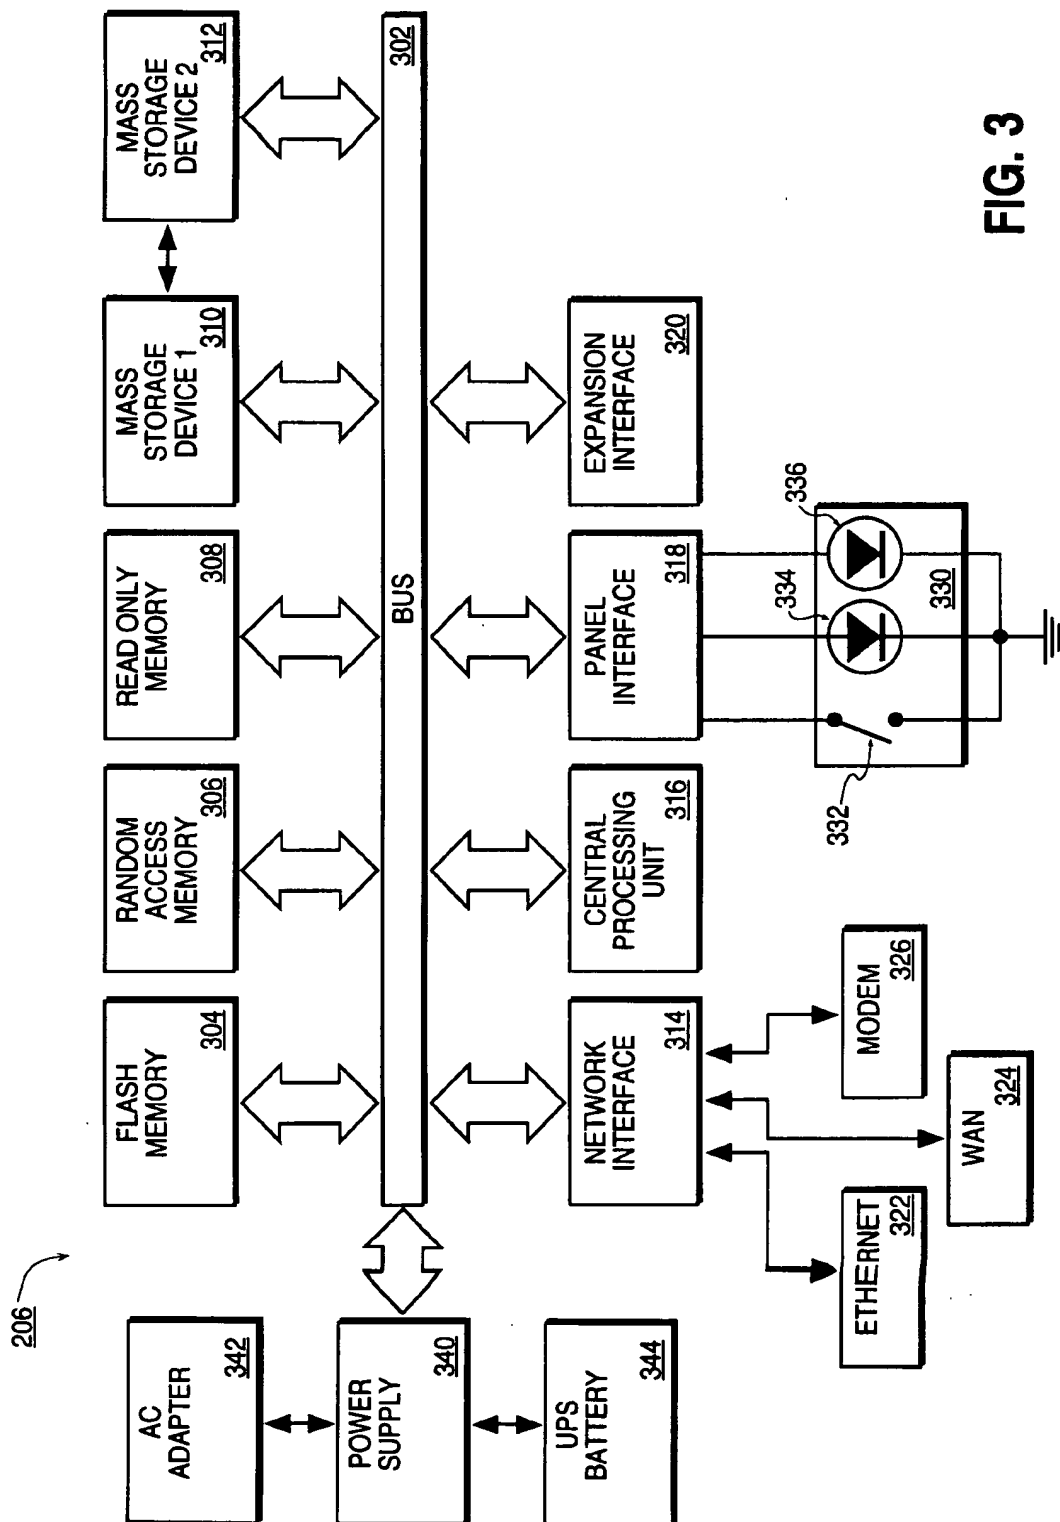 206
AC
ADAPTER
342
POWER
SUPPLY
340
UPS
BATTERY
344
FLASH
MEMORY
304
RANDOM
ACCESS
MEMORY
306
READ ONLY
MEMORY
308
MASS
STORAGE
DEVICE 1
310
MASS
STORAGE
DEVICE 2
312
BUS
302
NETWORK
INTERFACE
314
CENTRAL
PROCESSING
UNIT
316
PANEL
INTERFACE
318
EXPANSION
INTERFACE
320
ETHERNET
322
WAN
324
MODEM
326
332
334
336
330
FIG. 3